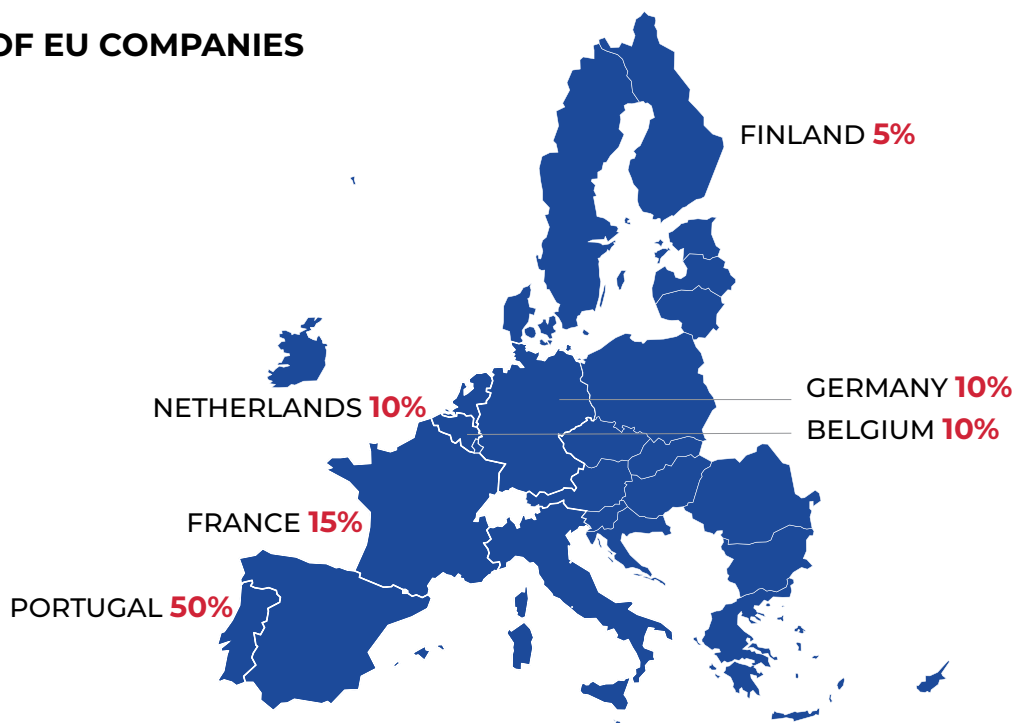 OF EU COMPANIES
FINLAND 5%
GERMANY 10%
NETHERLANDS 10%
BELGIUM 10%
FRANCE 15%
PORTUGAL 50%